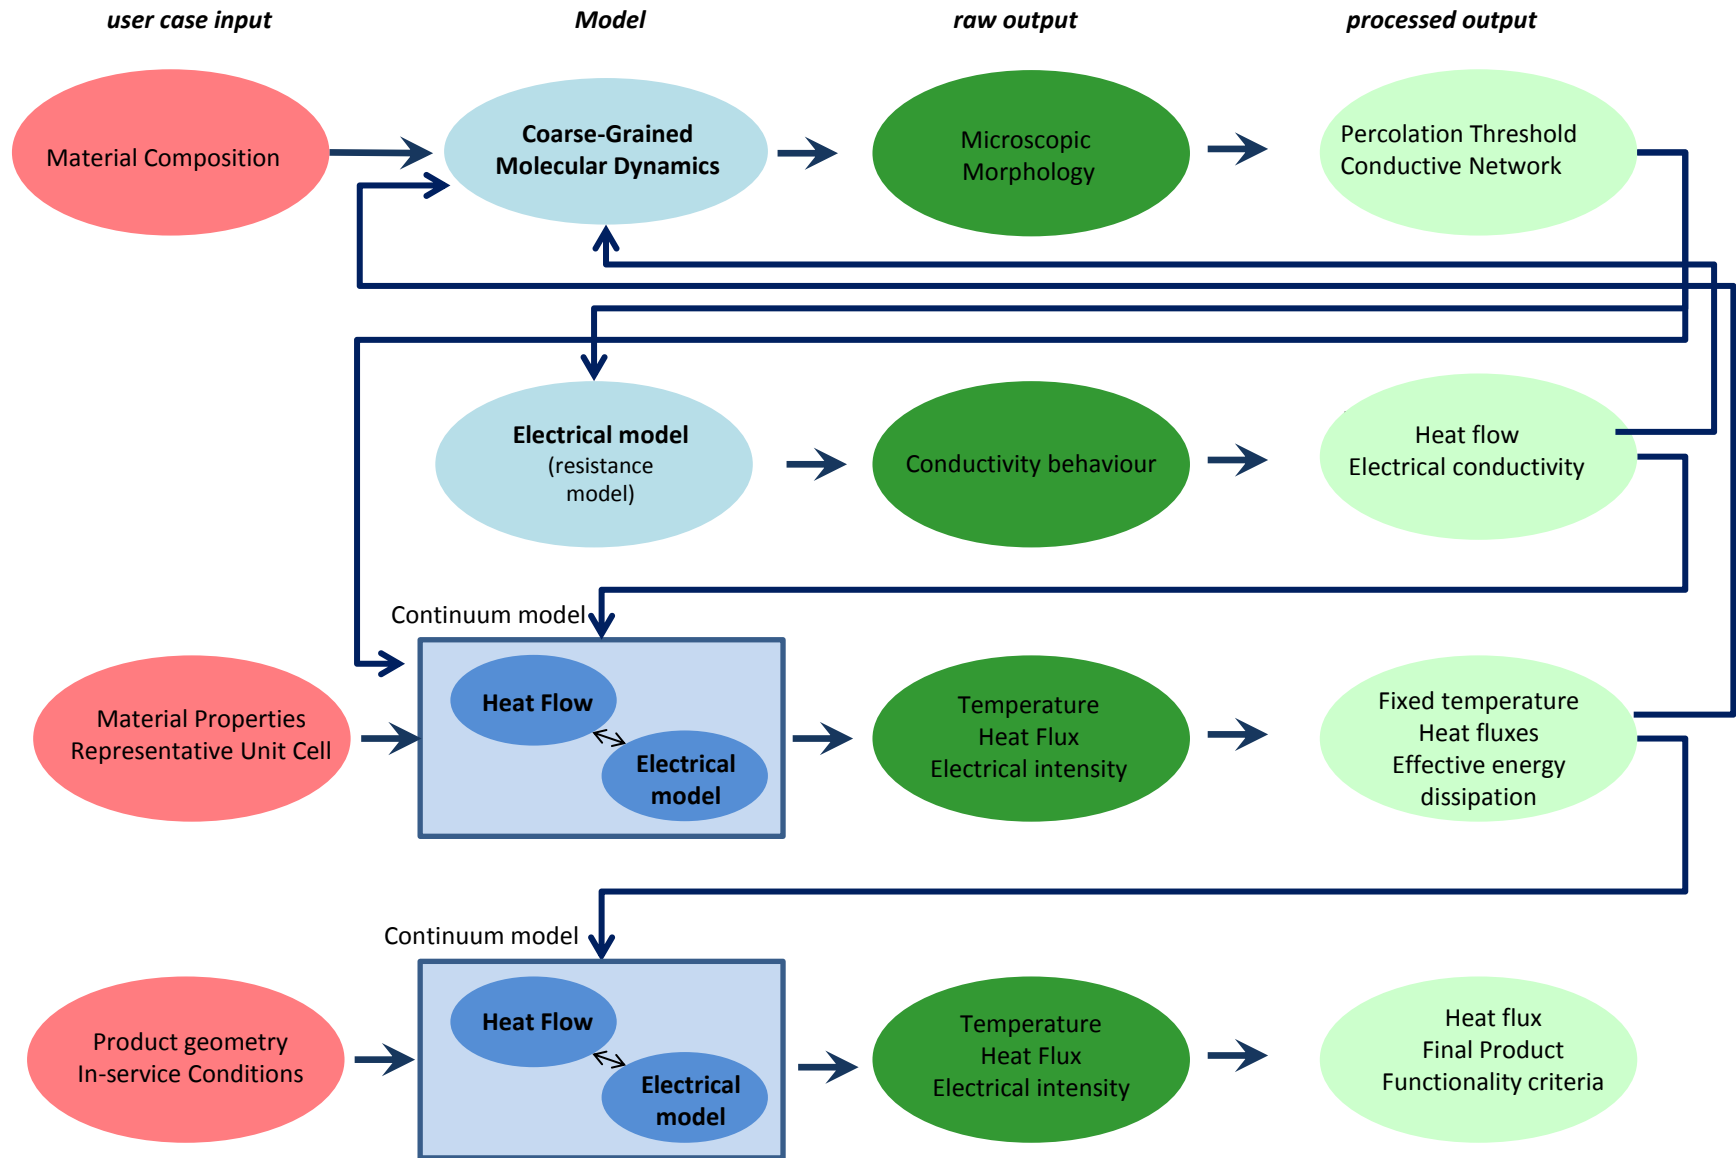 user case input
Model
raw output
processed output
Material Composition
Coarse-Grained
Molecular Dynamics
Microscopic
Morphology
Percolation Threshold
Conductive Network
Electrical model
(resistance
model)
Conductivity behaviour
Heat flow
Electrical conductivity
Continuum model
Material Properties
Representative Unit Cell
Heat Flow
Electrical
model
Temperature
Heat Flux
Electrical intensity
Fixed temperature
Heat fluxes
Effective energy
dissipation
Continuum model
Product geometry
In-service Conditions
Heat Flow
Electrical
model
Temperature
Heat Flux
Electrical intensity
Heat flux
Final Product
Functionality criteria